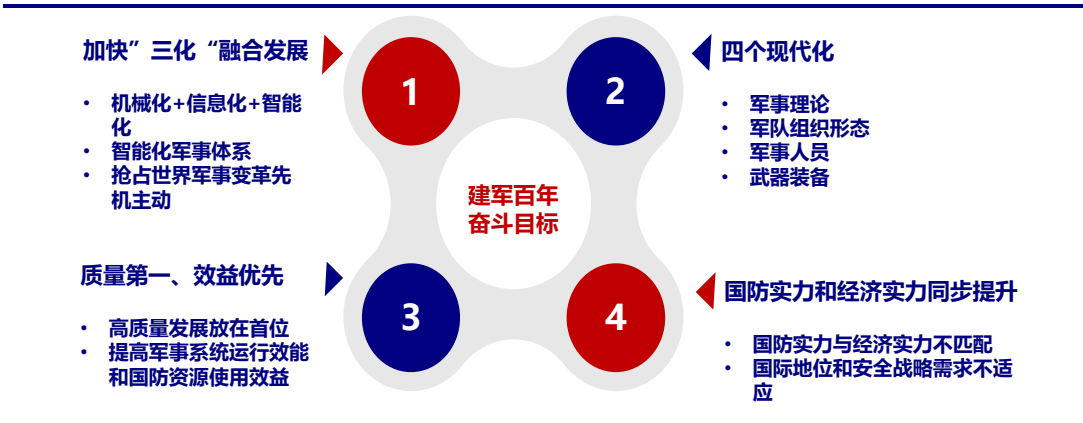 加快”三化“融合发展
• 机械化+信息化+智能
化
• 智能化军事体系
• 抢占世界军事变革先
机主动
1
2
四个现代化
• 军事理论
• 军队组织形态
• 军事人员
• 武器装备
建军百年
奋斗目标
质量第一、效益优先
• 高质量发展放在首位
• 提高军事系统运行效能
和国防资源使用效益
3
4
国防实力和经济实力同步提升
• 国防实力与经济实力不匹配
• 国际地位和安全战略需求不适
应